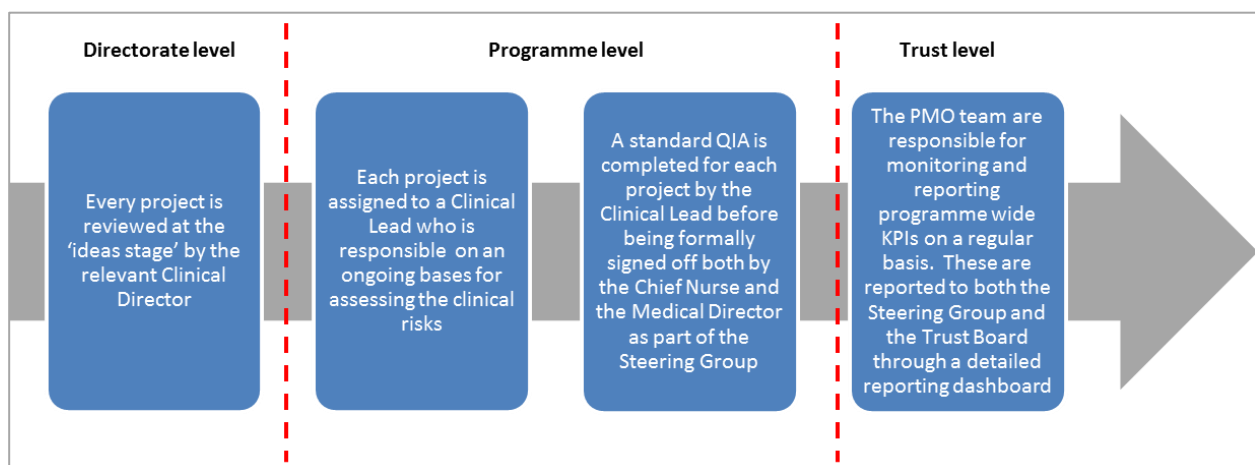 Directorate level
Programme level
Trust level
Every project is
reviewed at the
‘ideas stage’ by the
relevant Clinical
Director
Each project is
assigned to a Clinical
Lead who is
responsible on an
ongoing bases for
assessing the clinical
risks
A standard QIA is
completed for each
project by the
Clinical Lead before
being formally
signed off both by
the Chief Nurse and
the Medical Director
as part of the
Steering Group
The PMO team are
responsible for
monitoring and
reporting
programme wide
KPIs on a regular
basis. These are
reported to both the
Steering Group and
the Trust Board
through a detailed
reporting dashboard